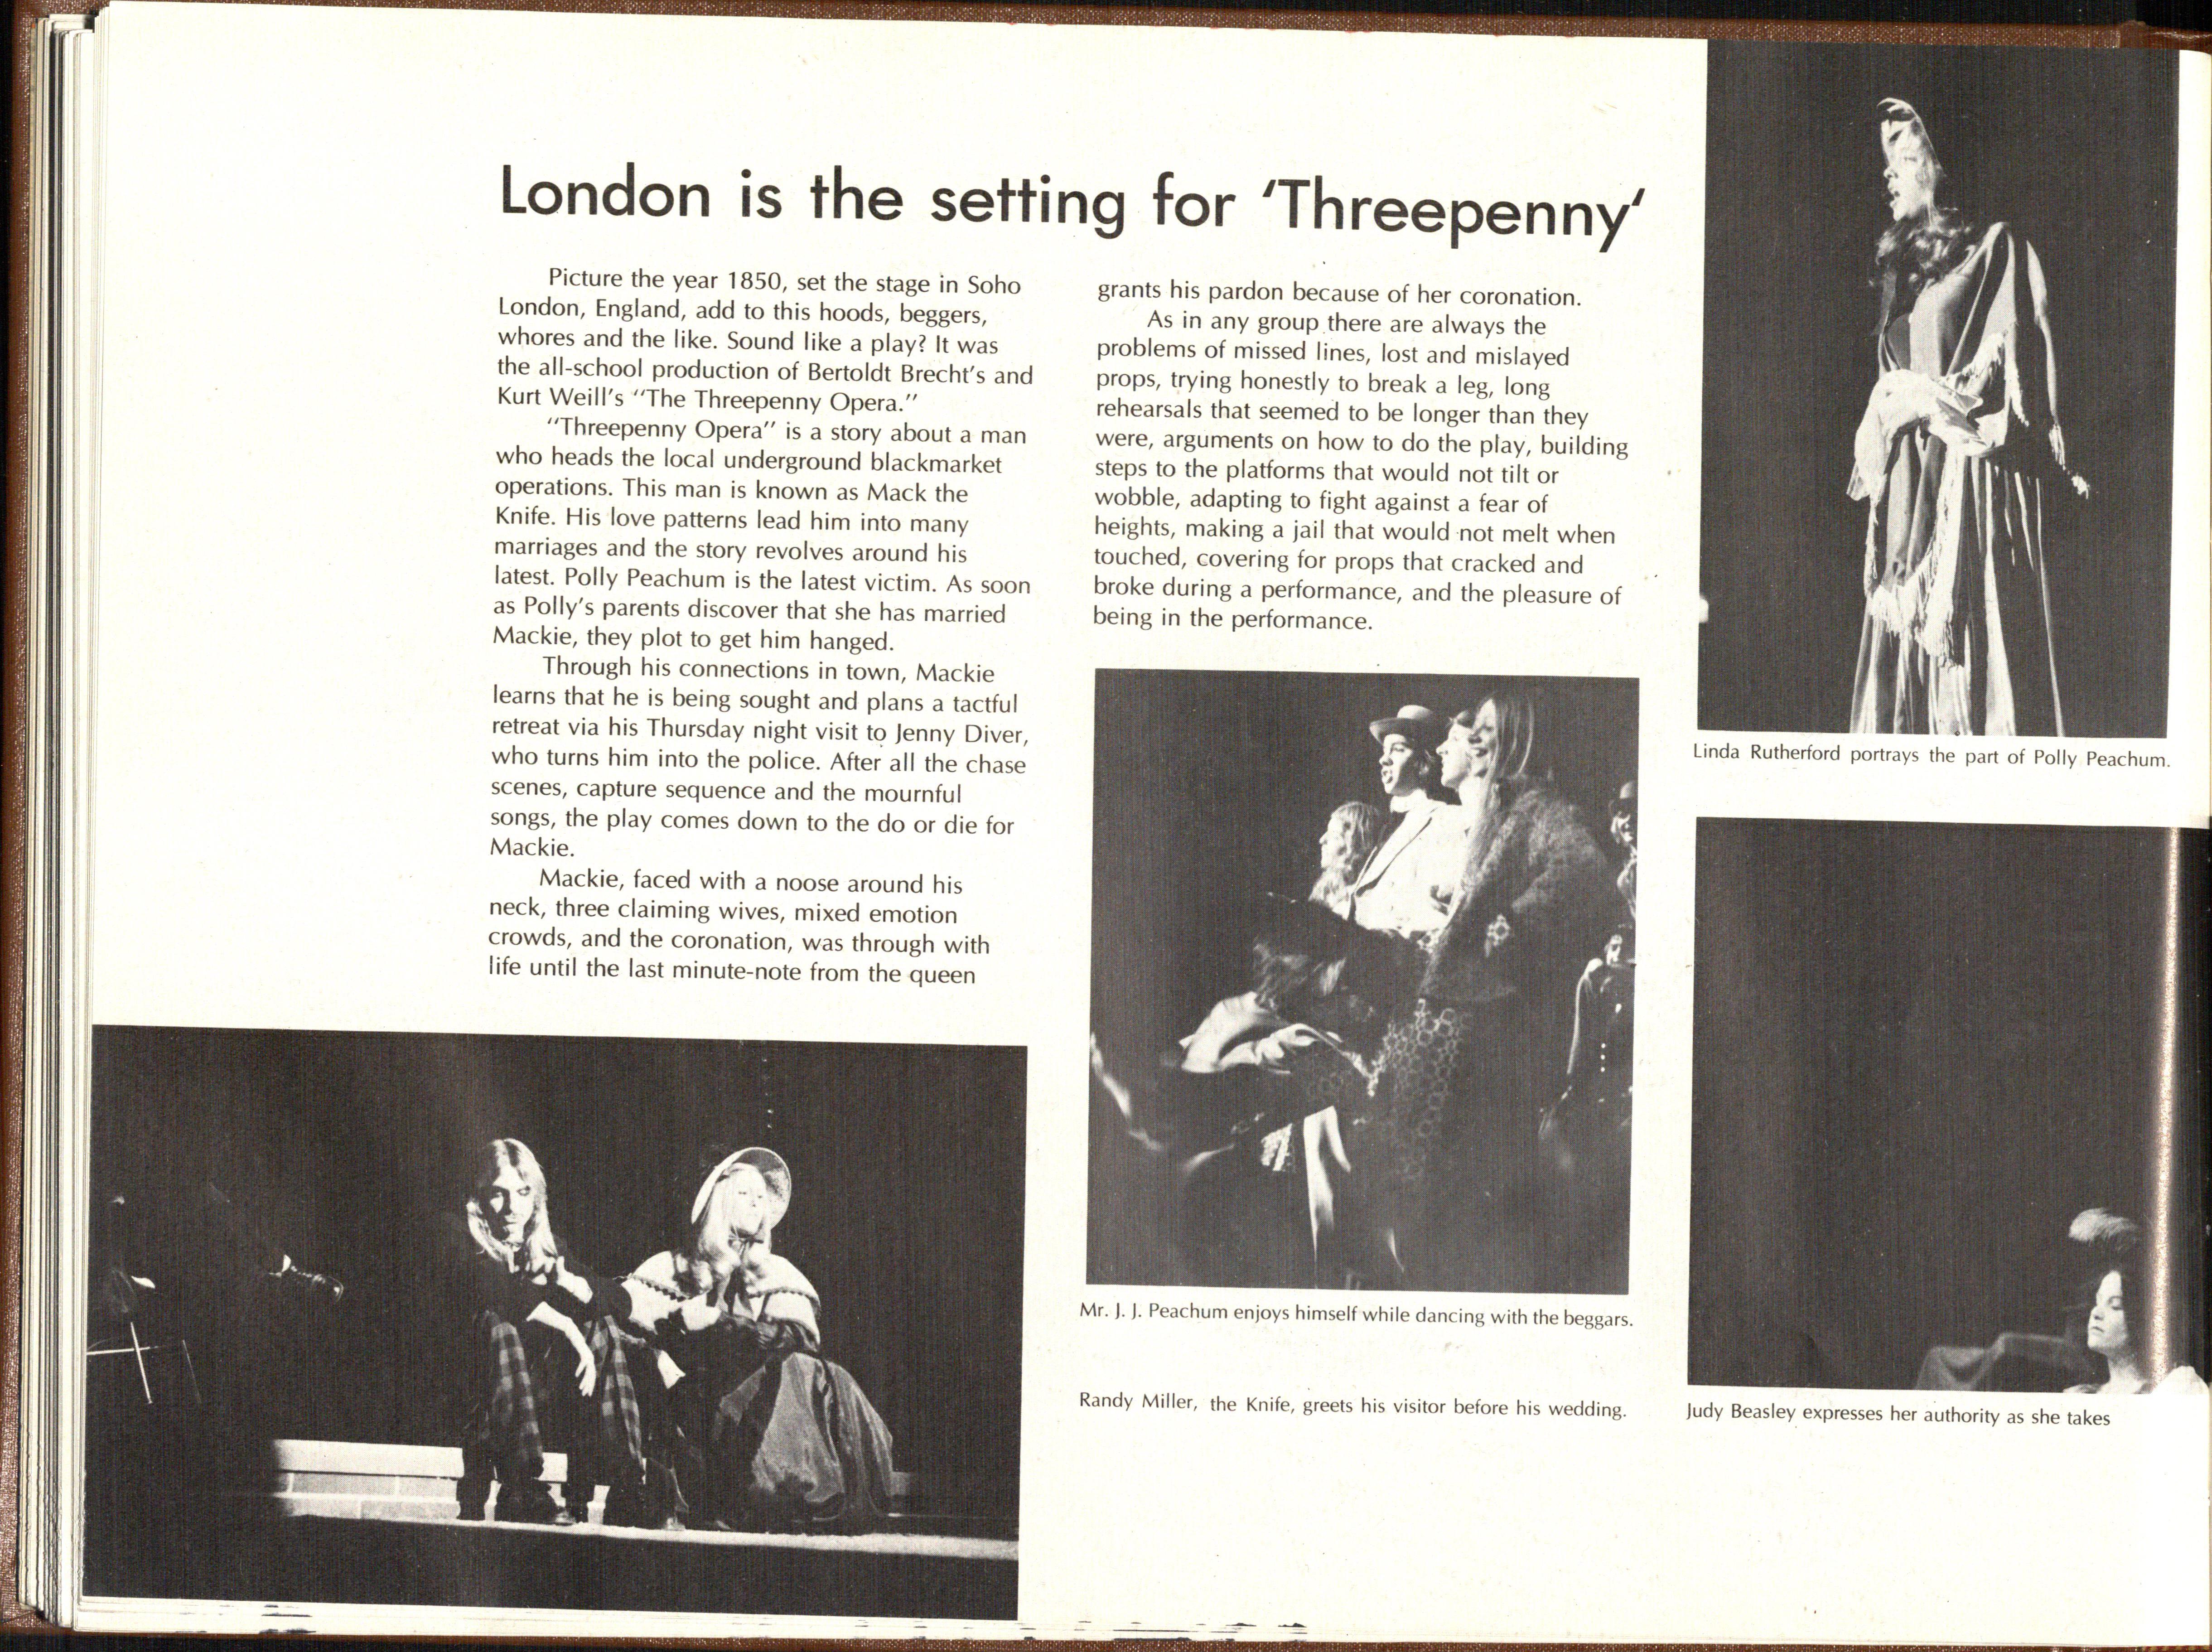 London is the setting for 'Threepenny'
Picture the year 1850, set the stage in Soho
London, England, add to this hoods, beggers,
whores and the like. Sound like a play? It was
the all-school production of Bertoldt Brecht's and
Kurt Weill's "The Threepenny Opera."
"Threepenny Opera" is a story about a man
who heads the local underground blackmarket
operations. This man is known as Mack the
Knife. His love patterns lead him into many
marriages and the story revolves around his
latest. Polly Peachum is the latest victim. As soon
as Polly's parents discover that she has married
Mackie, they plot to get him hanged.
Through his connections in town, Mackie
learns that he is being sought and plans a tactful
retreat via his Thursday night visit to Jenny Diver,
who turns him into the police. After all the chase
scenes, capture sequence and the mournful
songs, the play comes down to the do or die for
Mackie.
Mackie, faced with a noose around his
neck, three claiming wives, mixed emotion
crowds, and the coronation, was through with
life until the last minute-note from the queen
grants his pardon because of her coronation.
As in any group there are always the
problems of missed lines, lost and mislayed
props, trying honestly to break a leg, long
rehearsals that seemed to be longer than they
were, arguments on how to do the play, building
steps to the platforms that would not tilt or
wobble, adapting to fight against a fear of
heights, making a jail that would not melt when
touched, covering for props that cracked and
broke during a performance, and the pleasure of
being in the performance.
Linda Rutherford portrays the part of Polly Peachum.
Mr. J. J. Peachum enjoys himself while dancing with the beggars.
Randy Miller, the Knife, greets his visitor before his wedding.
Judy Beasley expresses her authority as she takes